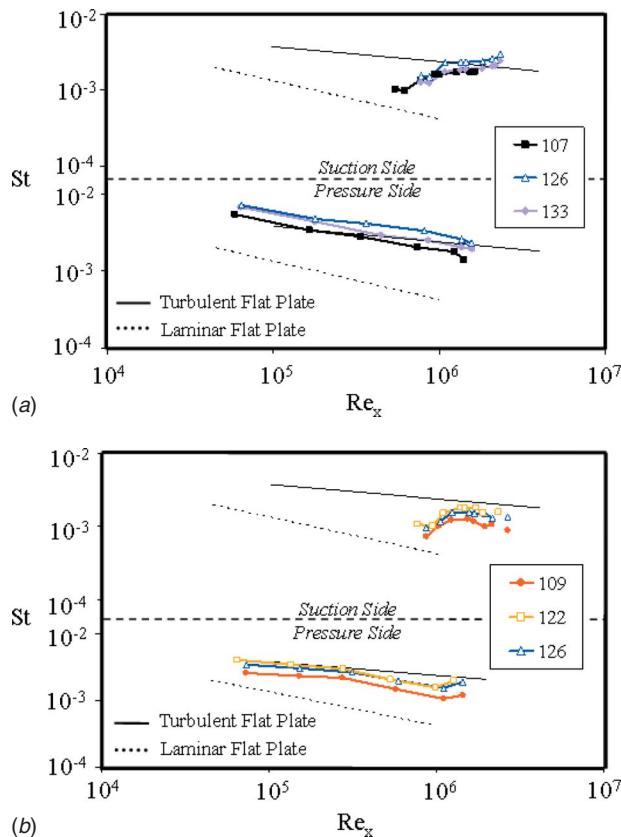 10⁻²
10⁻³
10⁻⁴
St
Suction Side
Pressure Side
10⁻²
10⁻³
10⁻⁴
107
126
133
Turbulent Flat Plate
Laminar Flat Plate
10⁴ 10⁵ 10⁶ 10⁷
(a)
Reₓ
10⁻²
10⁻³
10⁻⁴
St
Suction Side
Pressure Side
10⁻²
10⁻³
10⁻⁴
109
122
126
Turbulent Flat Plate
Laminar Flat Plate
10⁴ 10⁵ 10⁶ 10⁷
(b)
Reₓ